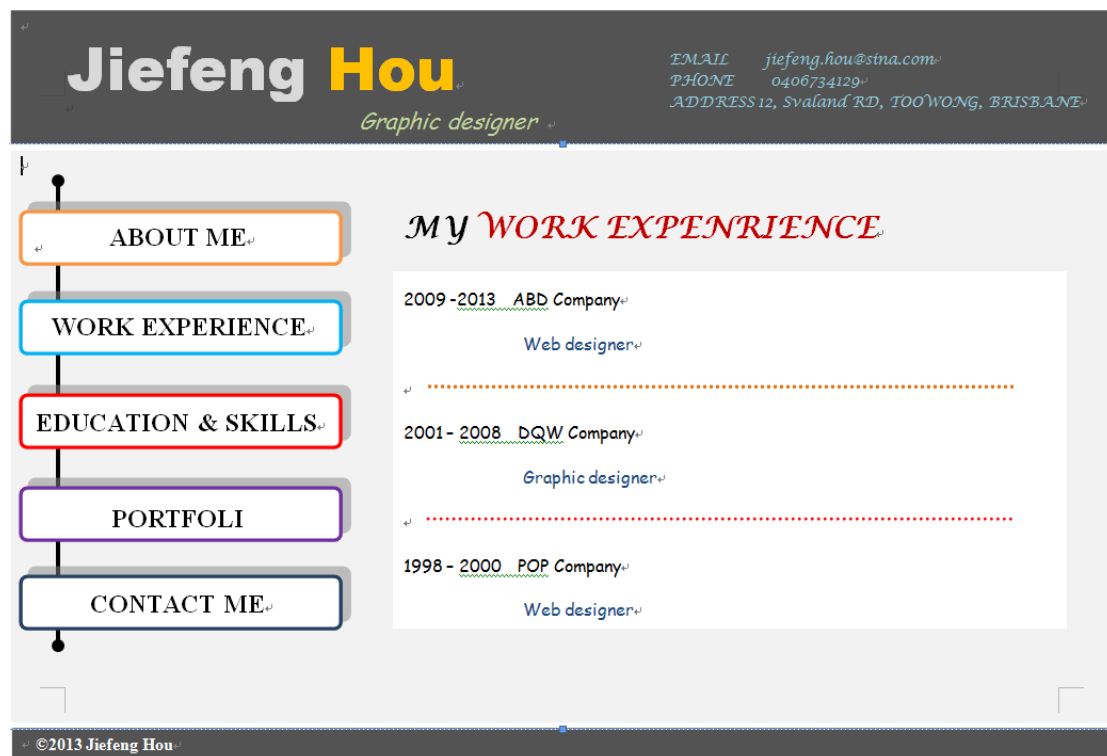 Jiefeng Hou
Graphic designer
EMAIL jiefeng.hou@sina.com
PHONE 0406734129
ADDRESS 12, Svaland RD, TOOWONG, BRISBANE
ABOUT ME
WORK EXPERIENCE
EDUCATION & SKILLS
PORTFOLI
CONTACT ME
MY WORK EXPENRIENCE
2009 -2013 ABD Company
Web designer
2001 - 2008 DQW Company
Graphic designer
1998 - 2000 POP Company
Web designer
©2013 Jiefeng Hou